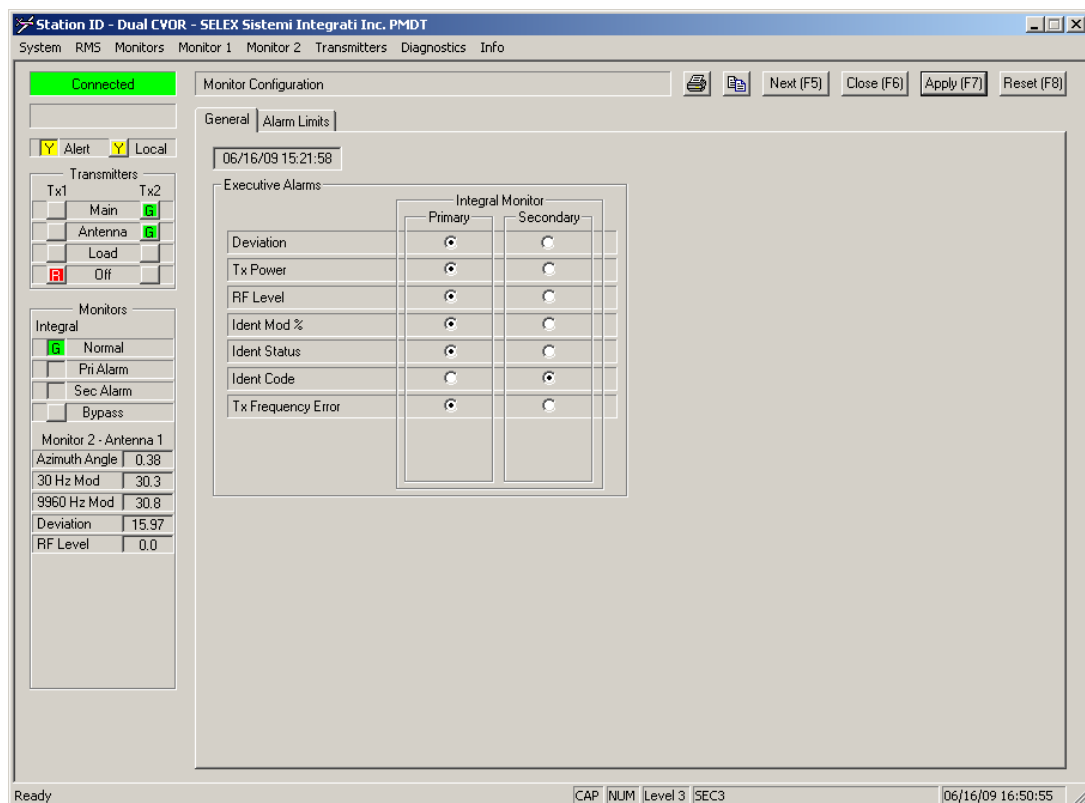 Station ID - Dual CVOR - SELEX Sistemi Integrati Inc. PMDT
System RMS Monitors Monitor 1 Monitor 2 Transmitters Diagnostics Info
Connected
Monitor Configuration
Next (F5) Close (F6) Apply (F7) Reset (F8)
General Alarm Limits
Y Alert Y Local
06/16/09 15:21:58
Transmitters
Tx1 Tx2
Main G
Antenna G
Load
R Off
Executive Alarms
Integral Monitor
Primary Secondary
Deviation
Tx Power
RF Level
Ident Mod %
Ident Status
Ident Code
Tx Frequency Error
Monitors
Integral
G Normal
Pri Alarm
Sec Alarm
Bypass
Monitor 2 - Antenna 1
Azimuth Angle 0.38
30 Hz Mod 30.3
9960 Hz Mod 30.8
Deviation 15.97
RF Level 0.0
Ready CAP NUM Level 3 SEC3 06/16/09 16:50:55